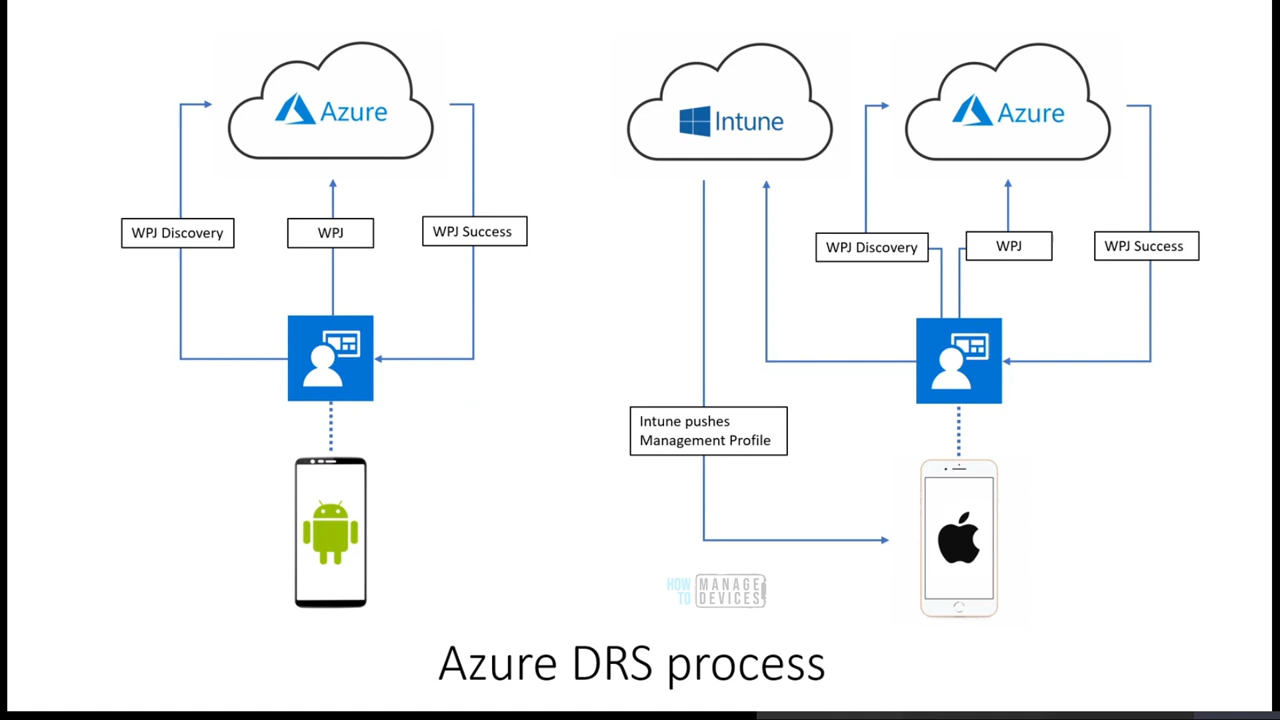 Azure
WPJ Discovery
WPJ
WPJ Success
Intune
Azure
WPJ Discovery
WPJ
WPJ Success
Intune pushes
Management Profile
HOW
TO
MANAGE
DEVICES
Azure DRS process